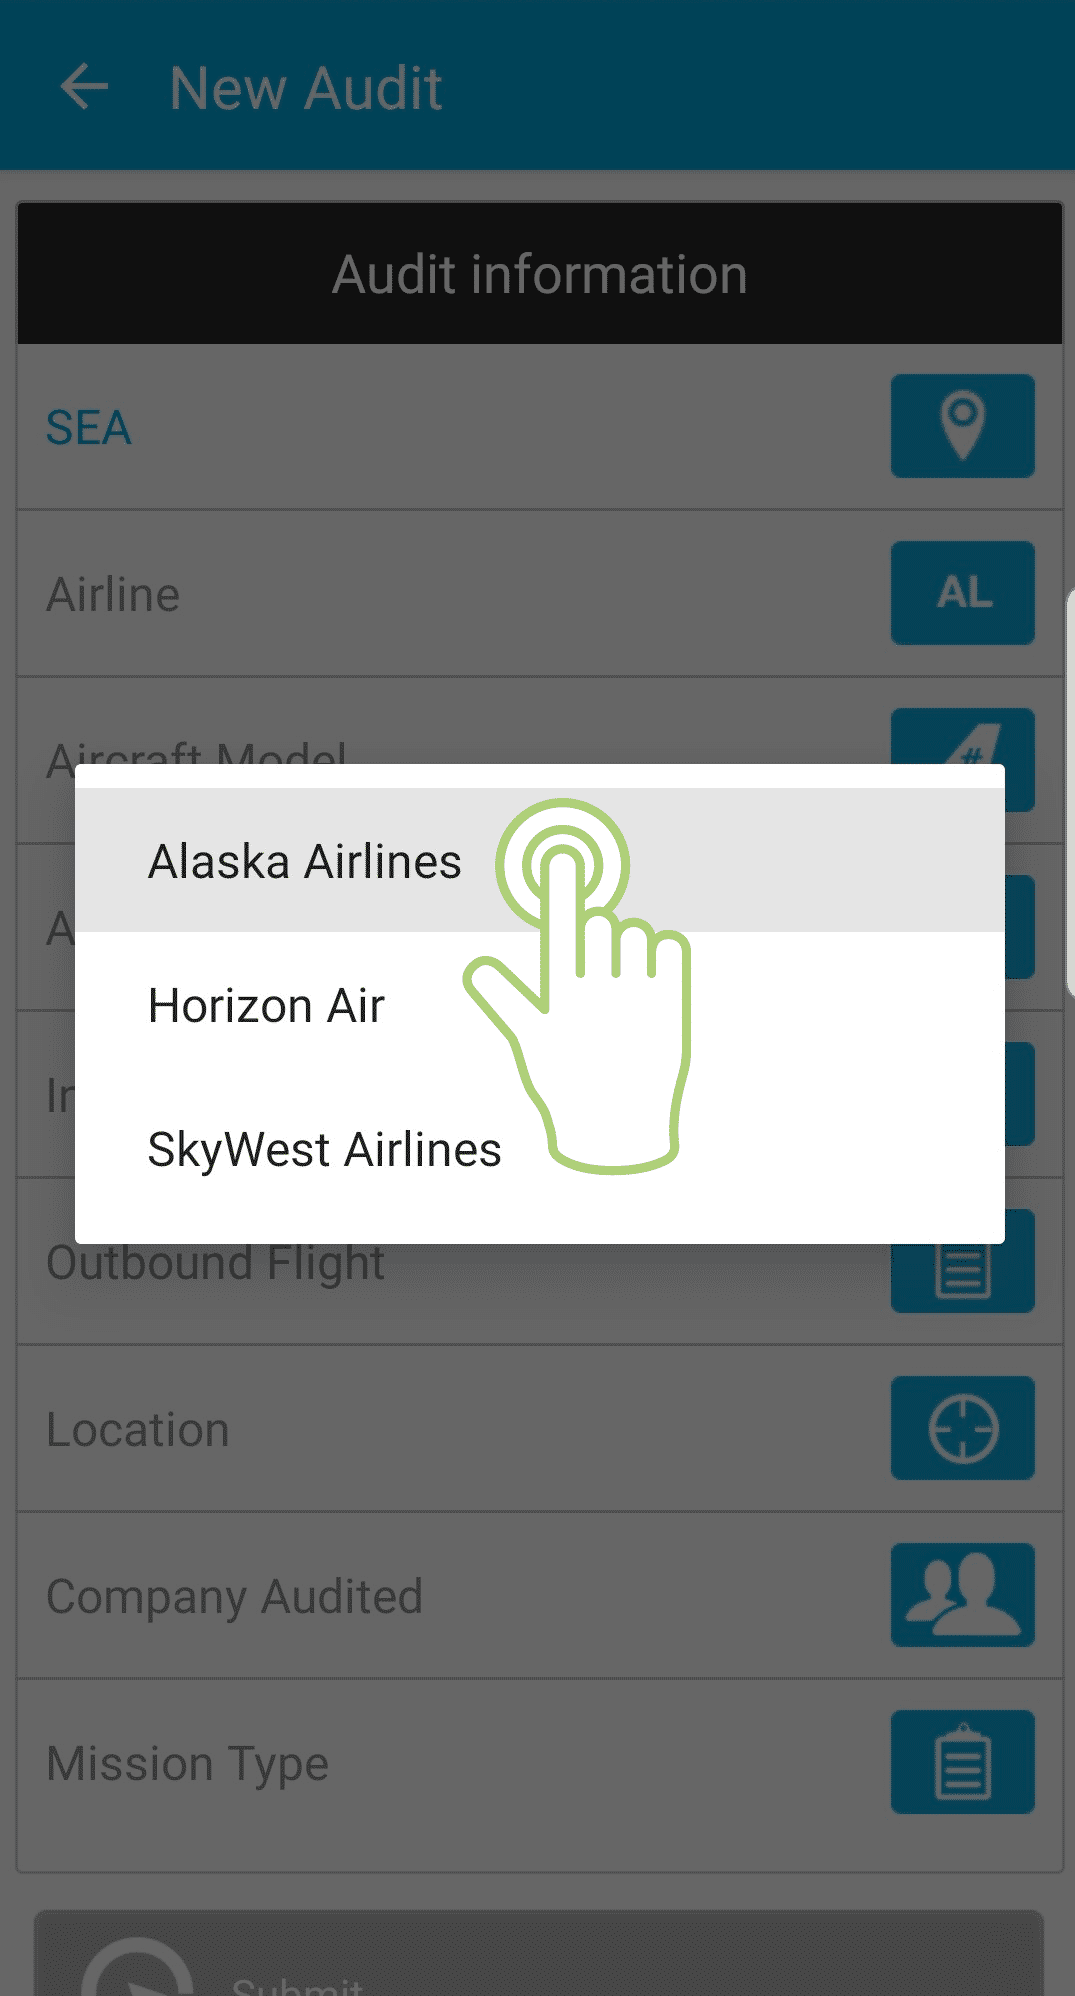 New Audit
Audit information
SEA
Airline
AL
Aircraft Model
#
Alaska Airlines
Horizon Air
SkyWest Airlines
Outbound Flight
Location
Company Audited
Mission Type
Submit